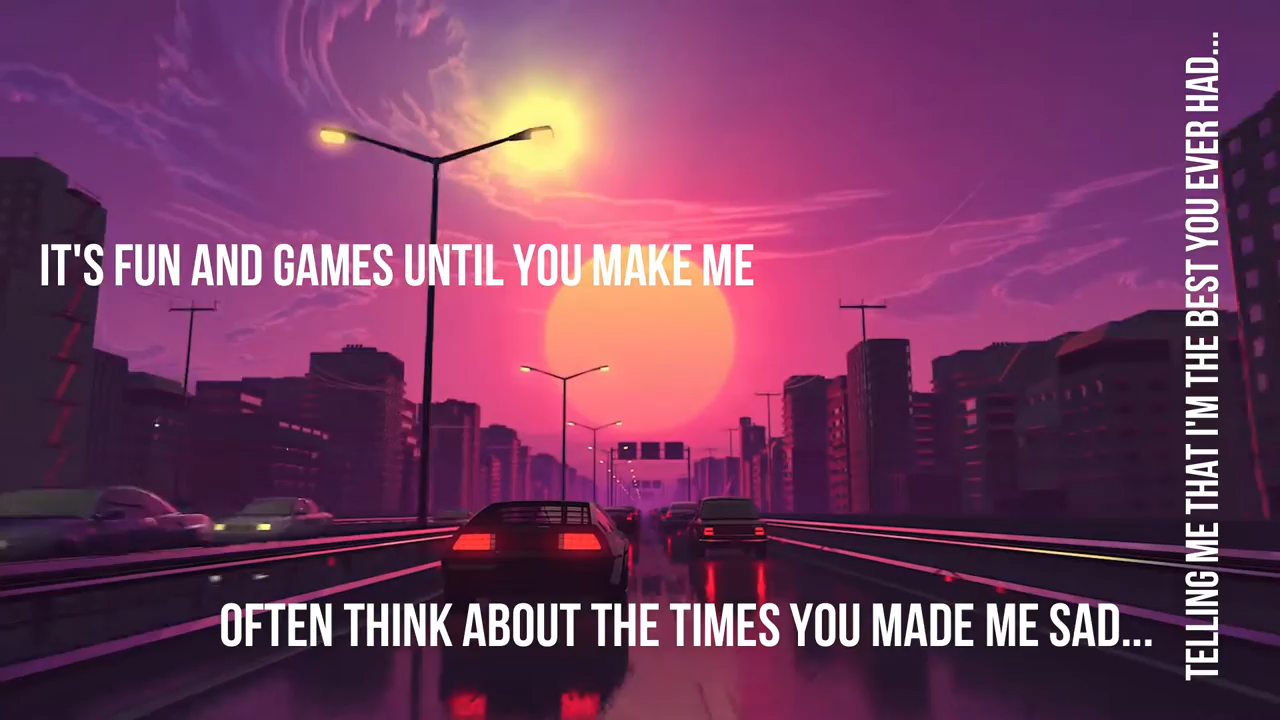 IT'S FUN AND GAMES UNTIL YOU MAKE ME
OFTEN THINK ABOUT THE TIMES YOU MADE ME SAD...
TELLING ME THAT I'M THE BEST YOU EVER HAD...